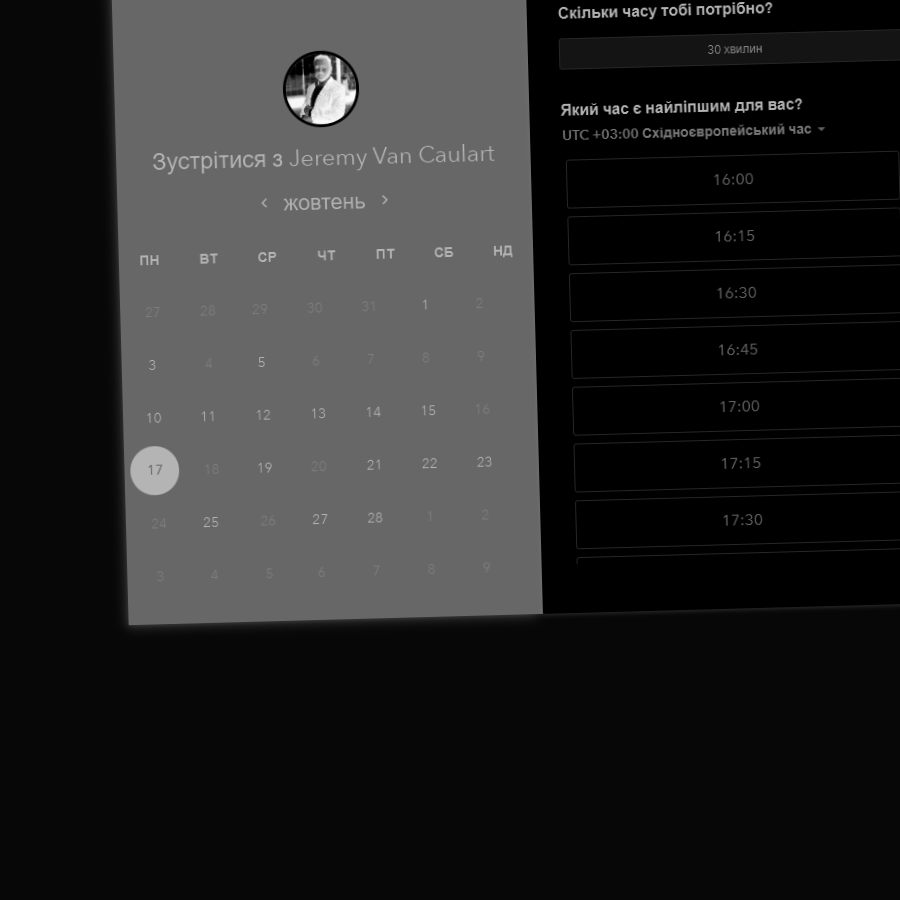 Зустрітися з Jeremy Van Caulart
‹ жовтень ›
ПН ВТ СР ЧТ ПТ СБ НД
27 28 29 30 31 1 2
3 4 5 6 7 8 9
10 11 12 13 14 15 16
17 18 19 20 21 22 23
24 25 26 27 28 1 2
3 4 5 6 7 8 9
Скільки часу тобі потрібно?
30 хвилин
Який час є найліпшим для вас?
UTC +03:00 Східноєвропейський час
16:00
16:15
16:30
16:45
17:00
17:15
17:30